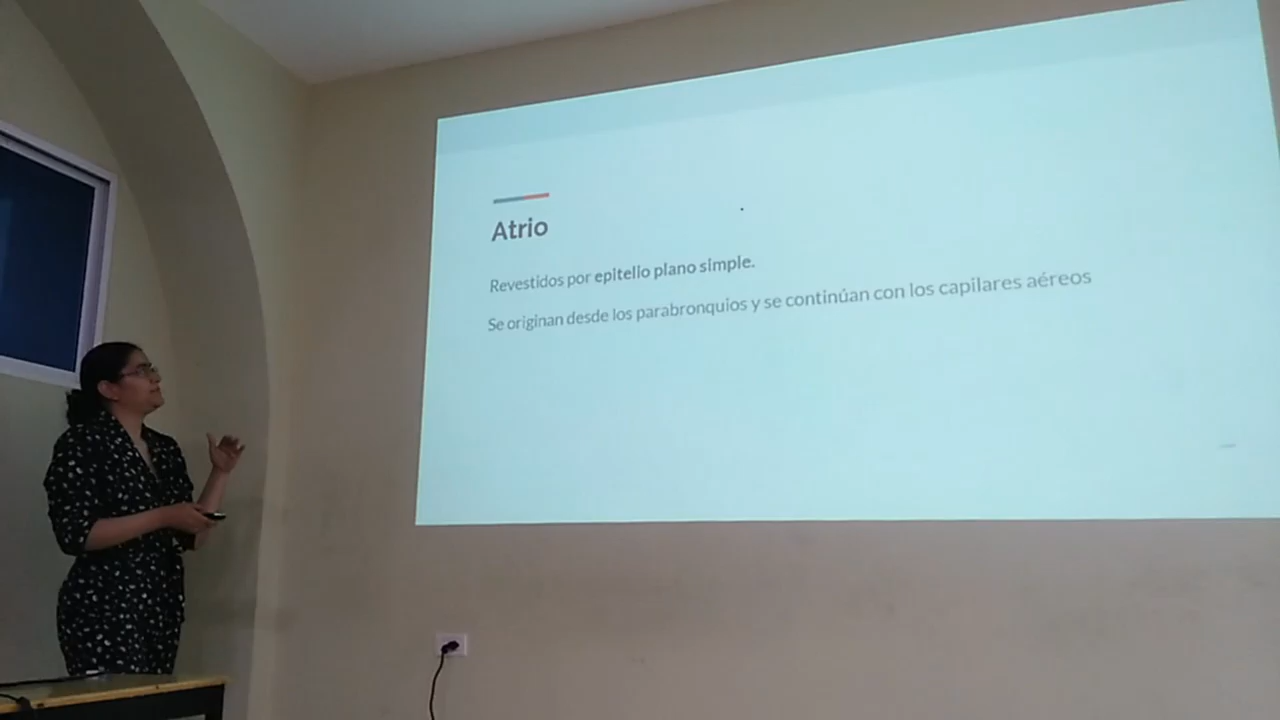 Atrio
Revestidos por epitelio plano simple.
Se originan desde los parabronquios y se continúan con los capilares aéreos